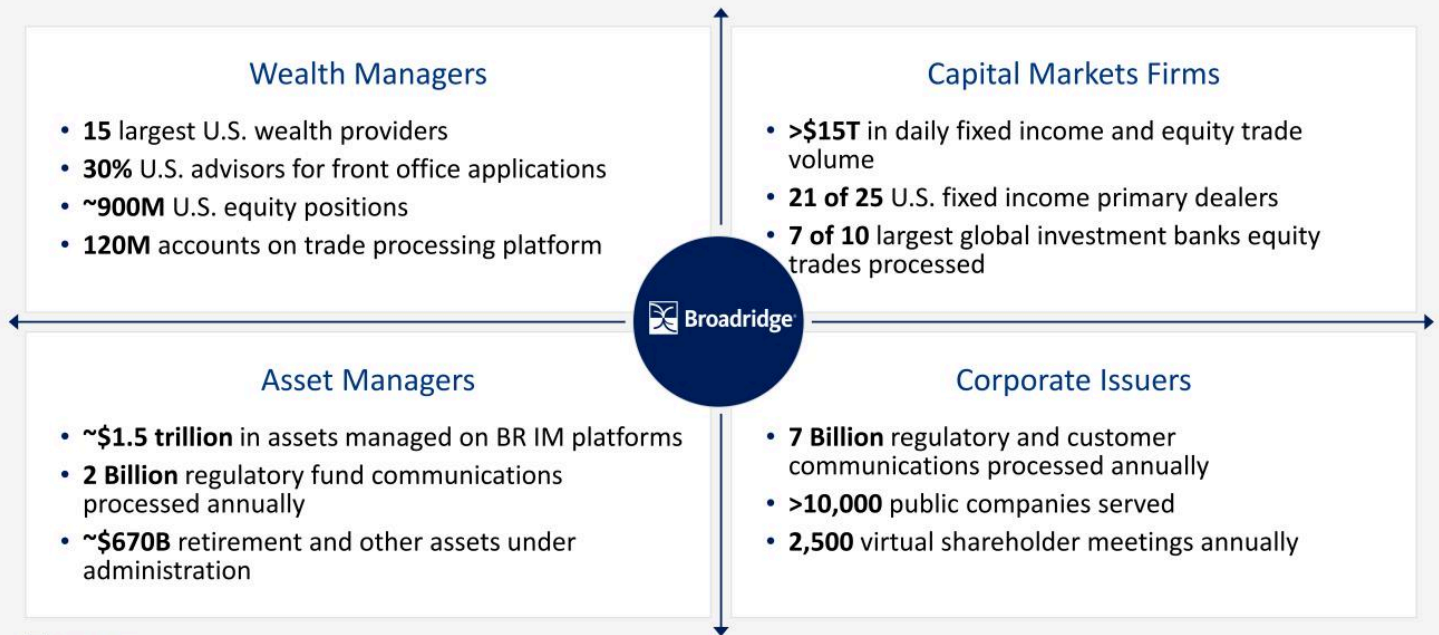 Wealth Managers
• 15 largest U.S. wealth providers
• 30% U.S. advisors for front office applications
• ~900M U.S. equity positions
• 120M accounts on trade processing platform
Capital Markets Firms
• >$15T in daily fixed income and equity trade
volume
• 21 of 25 U.S. fixed income primary dealers
• 7 of 10 largest global investment banks equity
trades processed
Broadridge
Asset Managers
• ~$1.5 trillion in assets managed on BR IM platforms
• 2 Billion regulatory fund communications
processed annually
• ~$670B retirement and other assets under
administration
Corporate Issuers
• 7 Billion regulatory and customer
communications processed annually
• >10,000 public companies served
• 2,500 virtual shareholder meetings annually